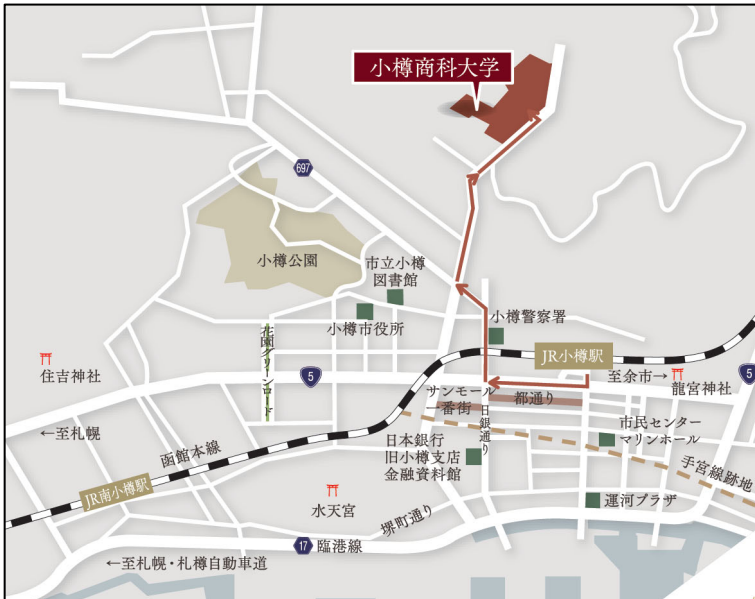 小樽商科大学
697
小樽公園
市立小樽
図書館
小樽市役所
小樽警察署
花園グリーンロード
JR小樽駅
住吉神社
5
至余市→
龍宮神社
5
サンモール
一番街
都通り
日銀通り
←至札幌
函館本線
市民センター
マリンホール
日本銀行
旧小樽支店
金融資料館
手宮線跡地
JR南小樽駅
水天宮
堺町通り
運河プラザ
17
臨港線
←至札幌・札樽自動車道